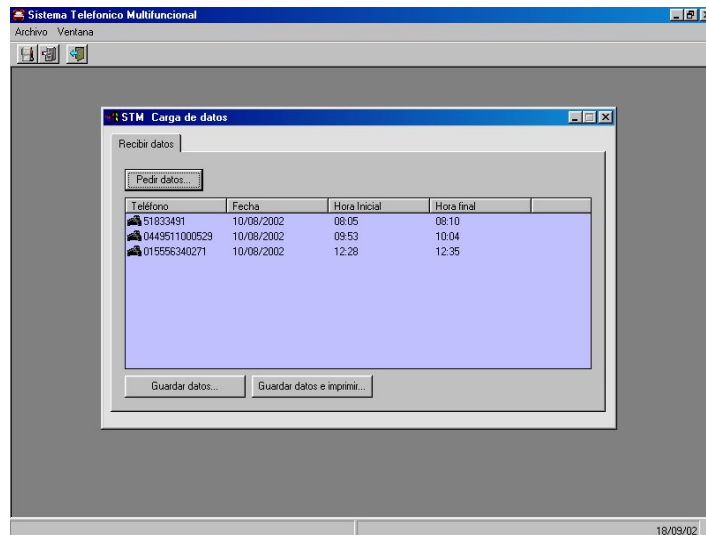 Sistema Telefonico Multifuncional
Archivo Ventana
STM Carga de datos
Recibir datos
Pedir datos...
Teléfono Fecha Hora Inicial Hora final
51833491 10/08/2002 08:05 08:10
0449511000529 10/08/2002 09:53 10:04
015556340271 10/08/2002 12:28 12:35
Guardar datos... Guardar datos e imprimir...
18/09/02